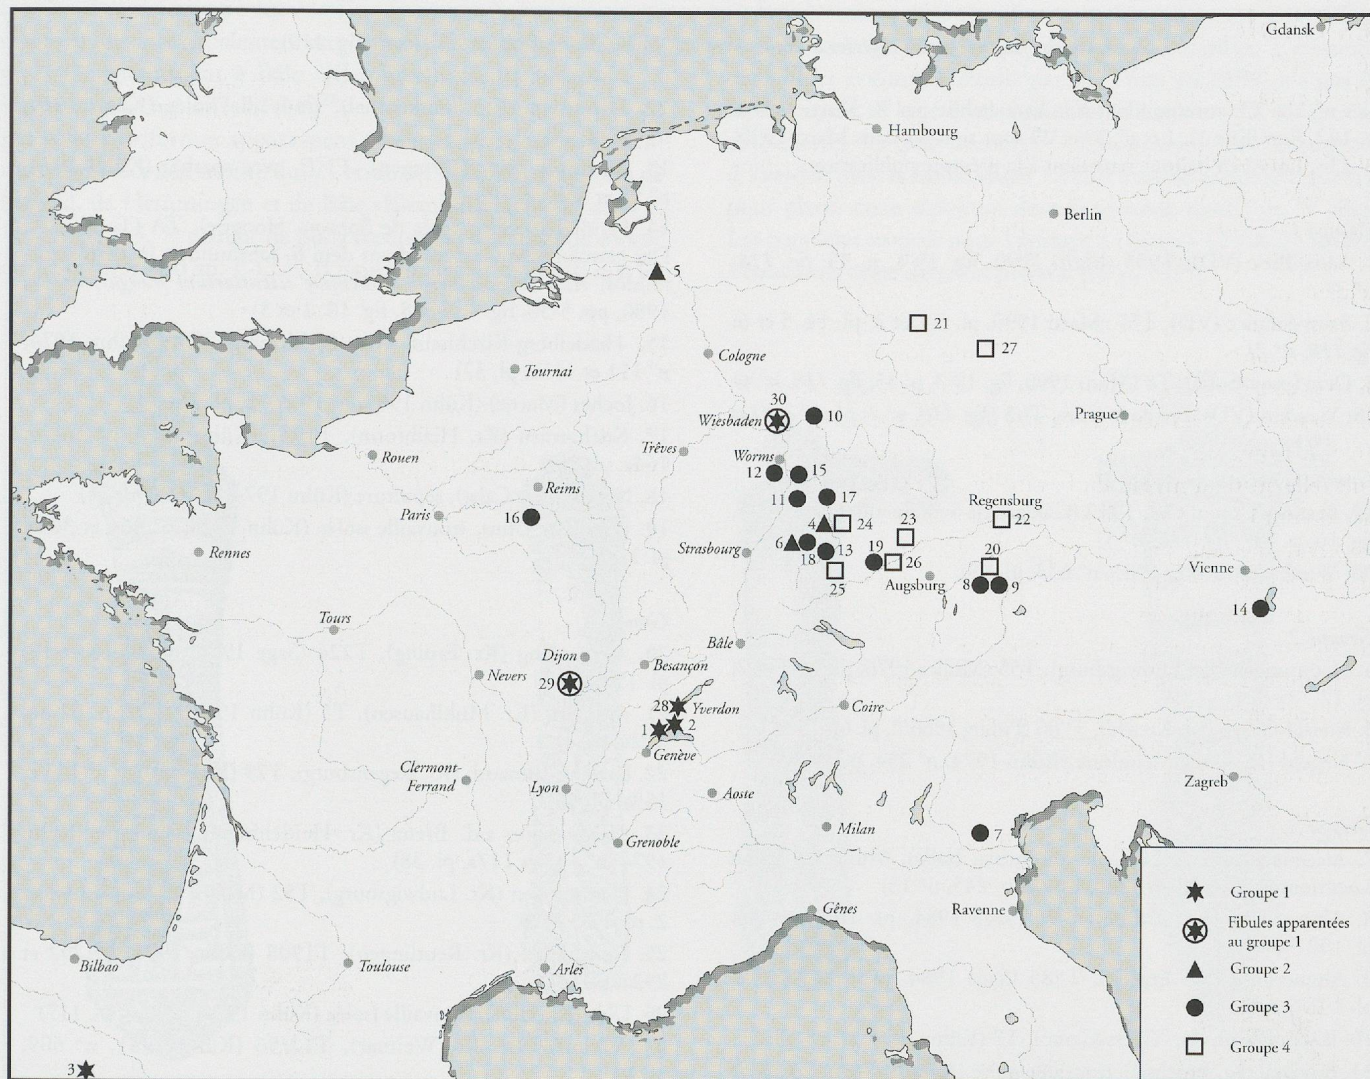 Gdansk
Hambourg
Berlin
5
21
27
Cologne
Tournai
30
Wiesbaden
10
Prague
Rouen
Trêves
Worms
12
15
Reims
11
17
Regensburg
Paris
16
4
24
23
22
Rennes
Strasbourg
6
18
13
19
26
20
25
Augsburg
8
9
Vienne
14
Tours
Bâle
Dijon
Besançon
Nevers
29
28
Yverdon
Coire
1
2
Genève
Clermont-
Ferrand
Lyon
Aoste
Zagreb
Milan
7
Grenoble
Gênes
Ravenne
Bilbao
Toulouse
Arles
3
Groupe 1
Fibules apparentées
au groupe 1
Groupe 2
Groupe 3
Groupe 4